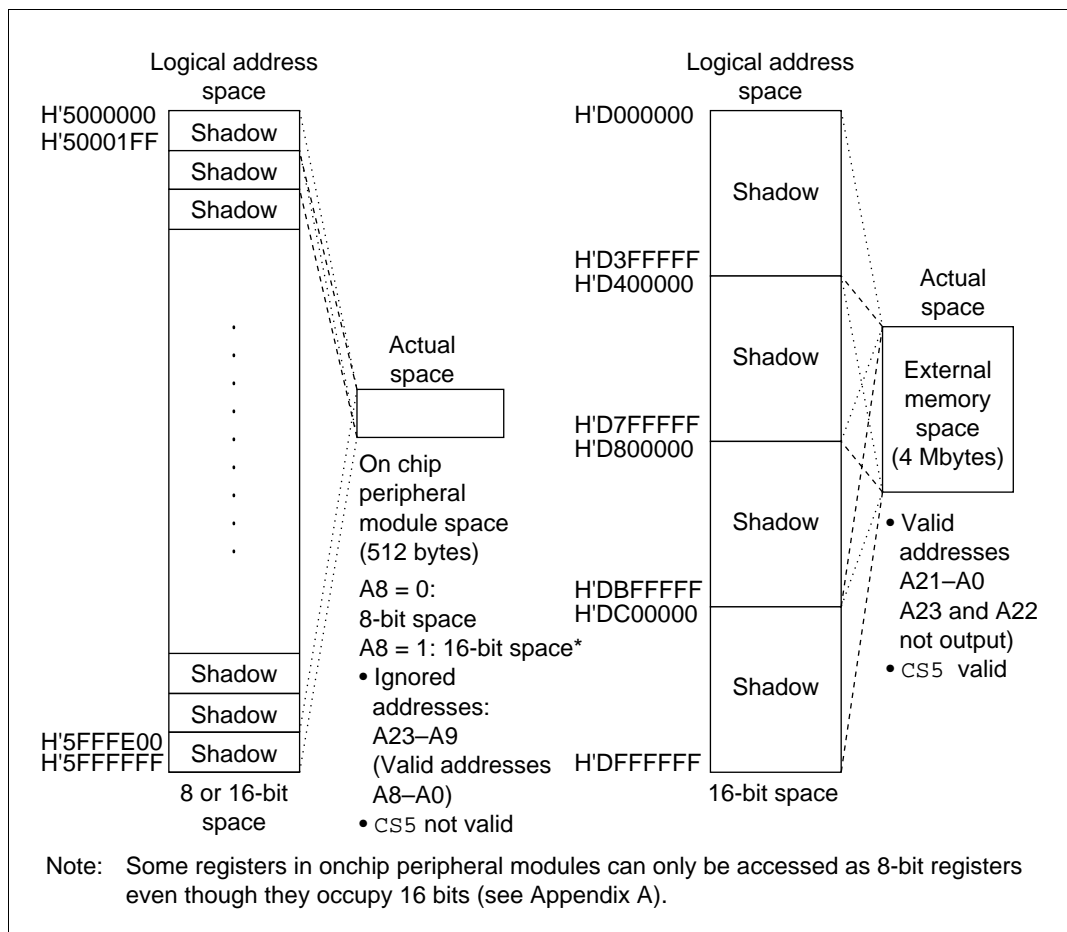 Logical address
space
H'5000000
H'50001FF
Shadow
Shadow
Shadow
Shadow
Shadow
Shadow
H'5FFFE00
H'5FFFFFF
8 or 16-bit
space
Actual
space
On chip
peripheral
module space
(512 bytes)
A8 = 0:
8-bit space
A8 = 1: 16-bit space*
• Ignored
addresses:
A23–A9
(Valid addresses
A8–A0)
• CS5 not valid
Logical address
space
H'D000000
Shadow
H'D3FFFFF
H'D400000
Shadow
H'D7FFFFF
H'D800000
Shadow
H'DBFFFFF
H'DC00000
Shadow
H'DFFFFFF
16-bit space
Actual
space
External
memory
space
(4 Mbytes)
• Valid
addresses
A21–A0
A23 and A22
not output)
• CS5 valid
Note: Some registers in onchip peripheral modules can only be accessed as 8-bit registers
even though they occupy 16 bits (see Appendix A).